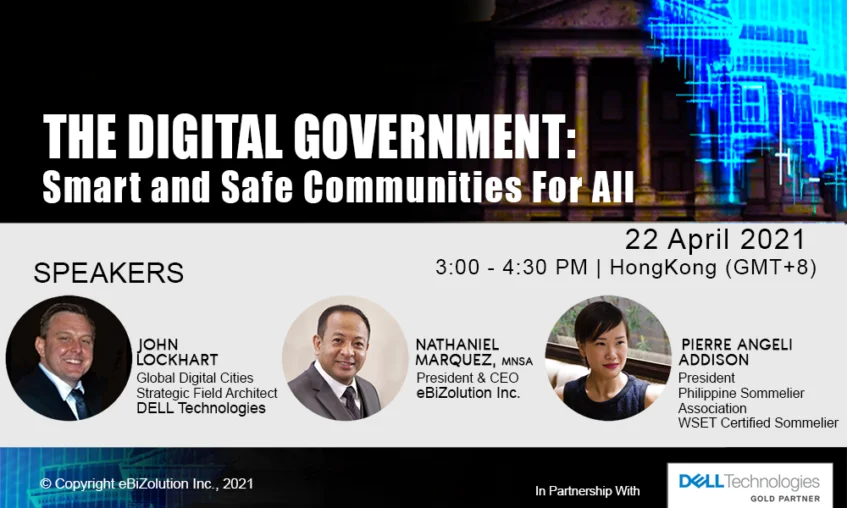 THE DIGITAL GOVERNMENT:
Smart and Safe Communities For All
22 April 2021
3:00 - 4:30 PM | HongKong (GMT+8)
SPEAKERS
JOHN
LOCKHART
Global Digital Cities
Strategic Field Architect
DELL Technologies
NATHANIEL
MARQUEZ, MNSA
President & CEO
eBiZolution Inc.
PIERRE ANGELI
ADDISON
President
Philippine Sommelier
Association
WSET Certified Sommelier
© Copyright eBiZolution Inc., 2021
In Partnership With
DELLTechnologies
GOLD PARTNER